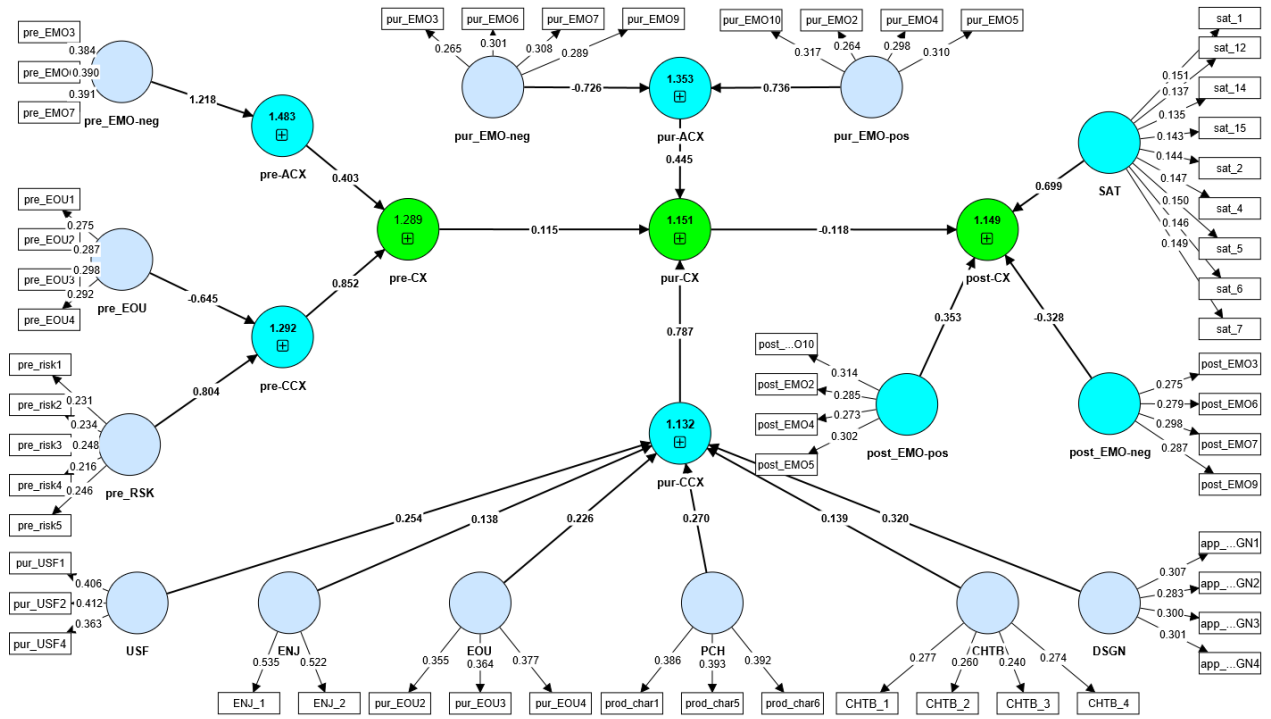 pre_EMO3
0.384
pre_EMO
0.390
0.391
pre_EMO7
pre_EMO-neg
1.218
1.483
pre-ACX
0.403
pur_EMO3
pur_EMO6
pur_EMO7
pur_EMO9
0.265
0.301
0.308
0.289
pur_EMO-neg
-0.726
1.353
pur-ACX
0.445
0.736
pur_EMO10
pur_EMO2
pur_EMO4
pur_EMO5
0.317
0.264
0.298
0.310
pur_EMO-pos
sat_1
sat_12
sat_14
sat_15
sat_2
sat_4
sat_5
sat_6
sat_7
0.151
0.137
0.135
0.143
0.144
0.147
0.150
0.146
0.149
SAT
0.699
pre_EOU1
0.275
pre_EOU2
0.287
0.298
pre_EOU3
0.292
pre_EOU4
pre_EOU
-0.645
1.289
pre-CX
0.115
1.151
pur-CX
-0.118
1.149
post-CX
0.852
1.292
pre-CCX
0.804
pre_risk1
0.231
pre_risk2
0.234
pre_risk3
0.248
0.216
pre_risk4
0.246
pre_risk5
pre_RSK
0.787
0.353
-0.328
post_...O10
0.314
post_EMO2
0.285
post_EMO4
0.273
0.302
post_EMO5
post_EMO-pos
post_EMO3
0.275
post_EMO6
0.279
0.298
post_EMO7
0.287
post_EMO9
post_EMO-neg
1.132
pur-CCX
0.254
0.138
0.226
0.270
0.139
0.320
pur_USF1
0.406
pur_USF2
0.412
0.363
pur_USF4
USF
ENJ
0.535
0.522
ENJ_1
ENJ_2
EOU
0.355
0.364
0.377
pur_EOU2
pur_EOU3
pur_EOU4
PCH
0.386
0.393
0.392
prod_char1
prod_char5
prod_char6
CHTB
0.277
0.260
0.240
0.274
CHTB_1
CHTB_2
CHTB_3
CHTB_4
DSGN
app_...GN1
0.307
app_...GN2
0.283
0.300
app_...GN3
0.301
app_...GN4